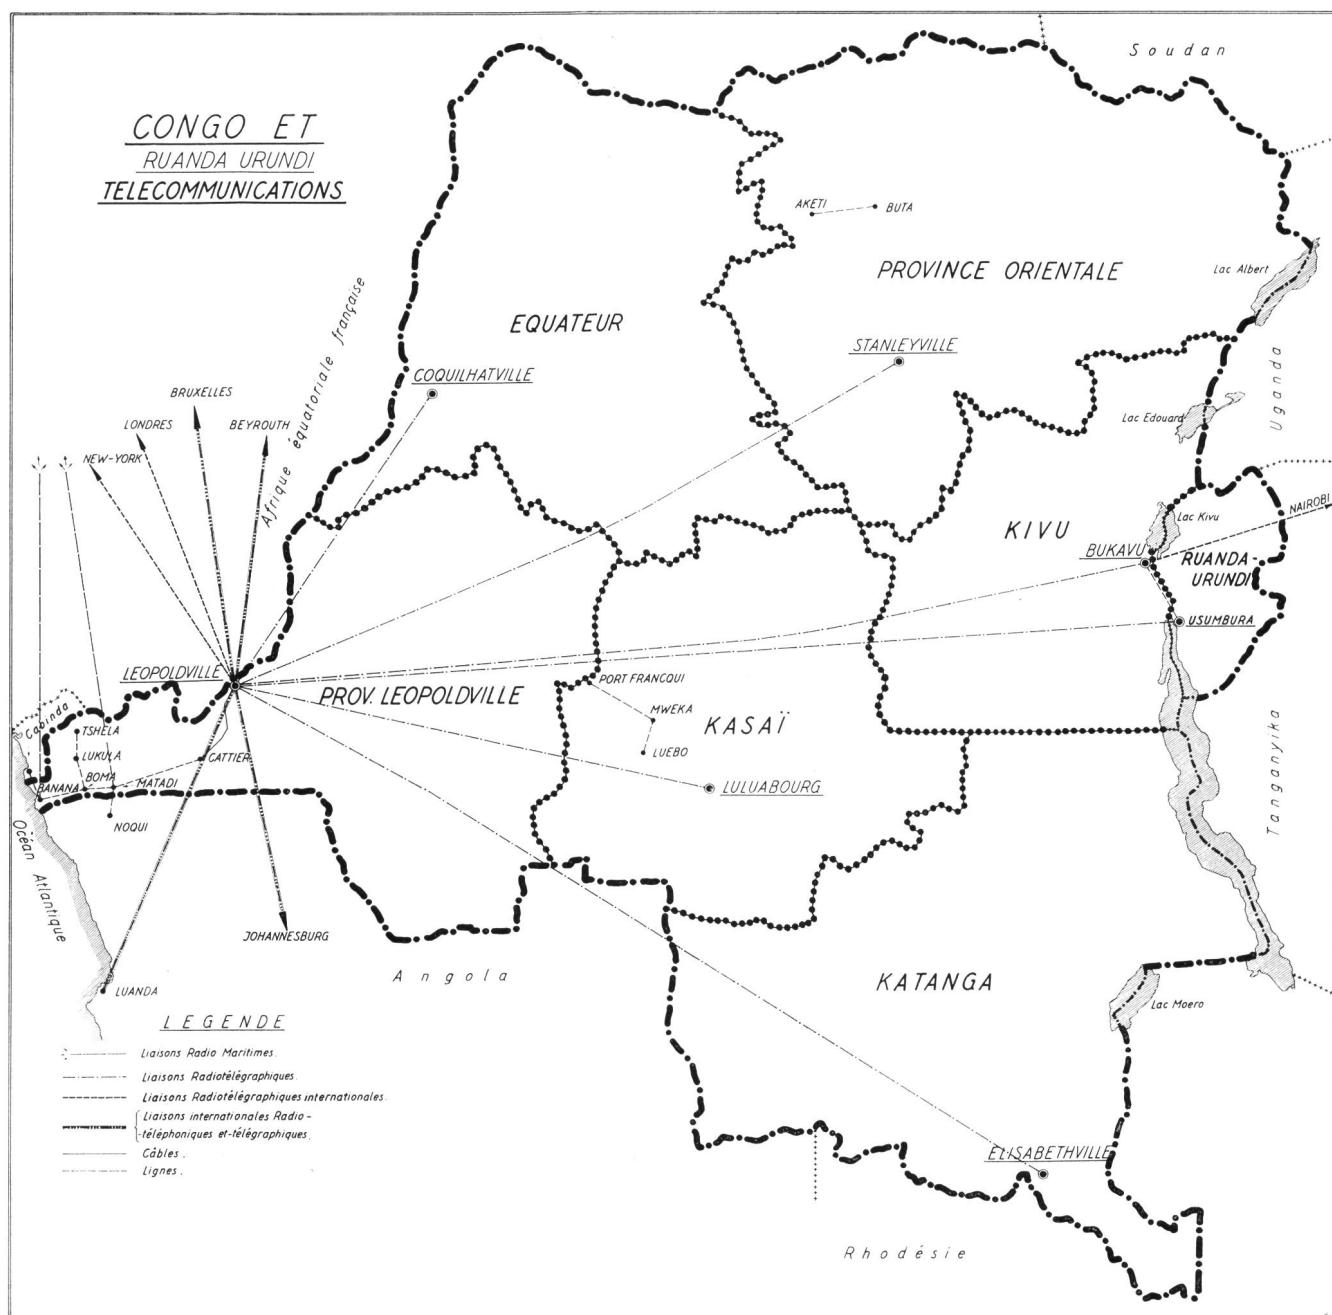 CONGO ET
RUANDA URUNDI
TELECOMMUNICATIONS
Soudan
AKETI
BUTA
PROVINCE ORIENTALE
Lac Albert
EQUATEUR
STANLEYVILLE
COQUILHATVILLE
Afrique équatoriale française
Uganda
Lac Edouard
BRUXELLES
LONDRES
BEYROUTH
NEW-YORK
KIVU
Lac Kivu
NAIROBI
BUKAVU
RUANDA-
URUNDI
USUMBURA
LEOPOLDVILLE
PROV. LEOPOLDVILLE
PORT FRANCQUI
MWEKA
KASAÏ
LUEBO
LULUABOURG
Cabinda
TSHELA
LUKULA
CATTIER
BOMA
BANANA
MATADI
NOQUI
Océan Atlantique
Tanganyika
JOHANNESBURG
Angola
LUANDA
KATANGA
Lac Moero
LEGENDE
Liaisons Radio Maritimes.
Liaisons Radiotélégraphiques.
Liaisons Radiotélégraphiques internationales.
Liaisons internationales Radio-
-téléphoniques et-télégraphiques.
Câbles.
Lignes.
ELISABETHVILLE
Rhodésie